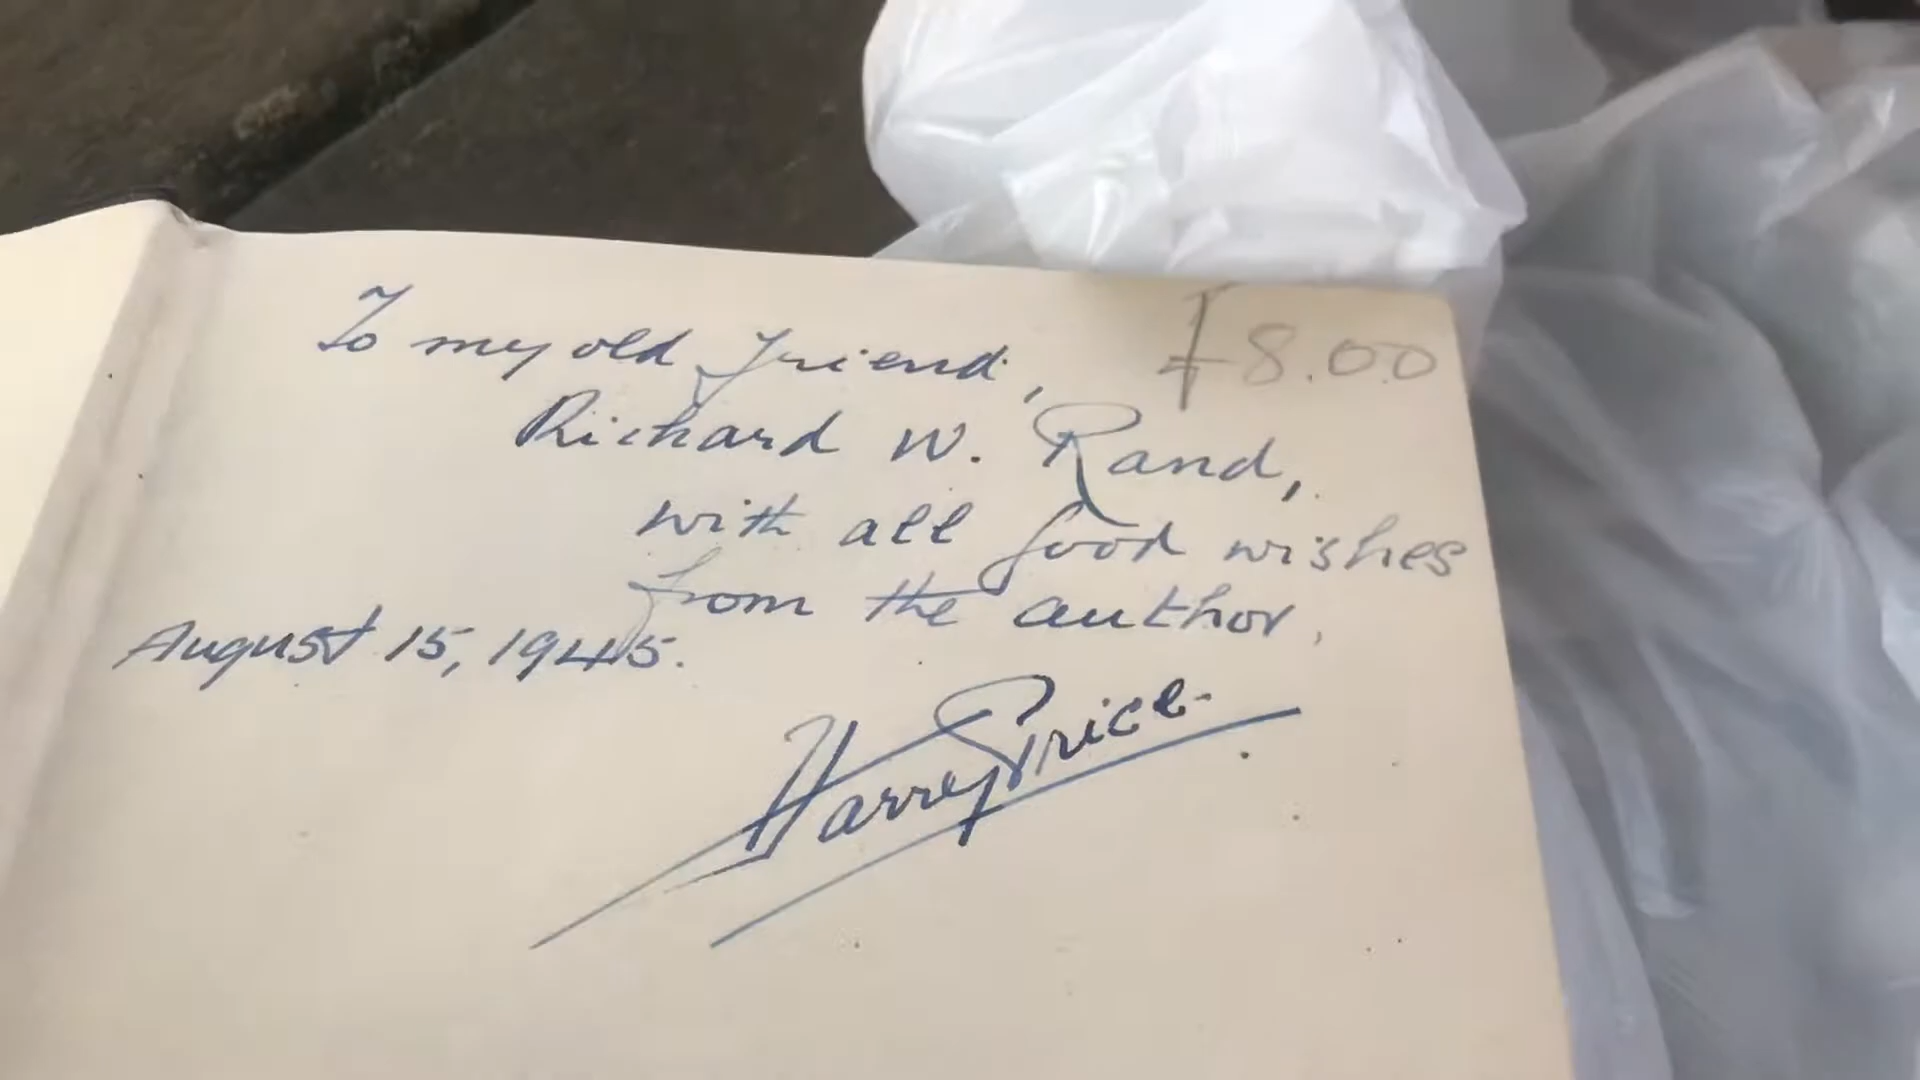 To my old friend,
£8.00
Richard W. Rand,
with all good wishes
from the author,
August 15, 1945.
Harry Price.